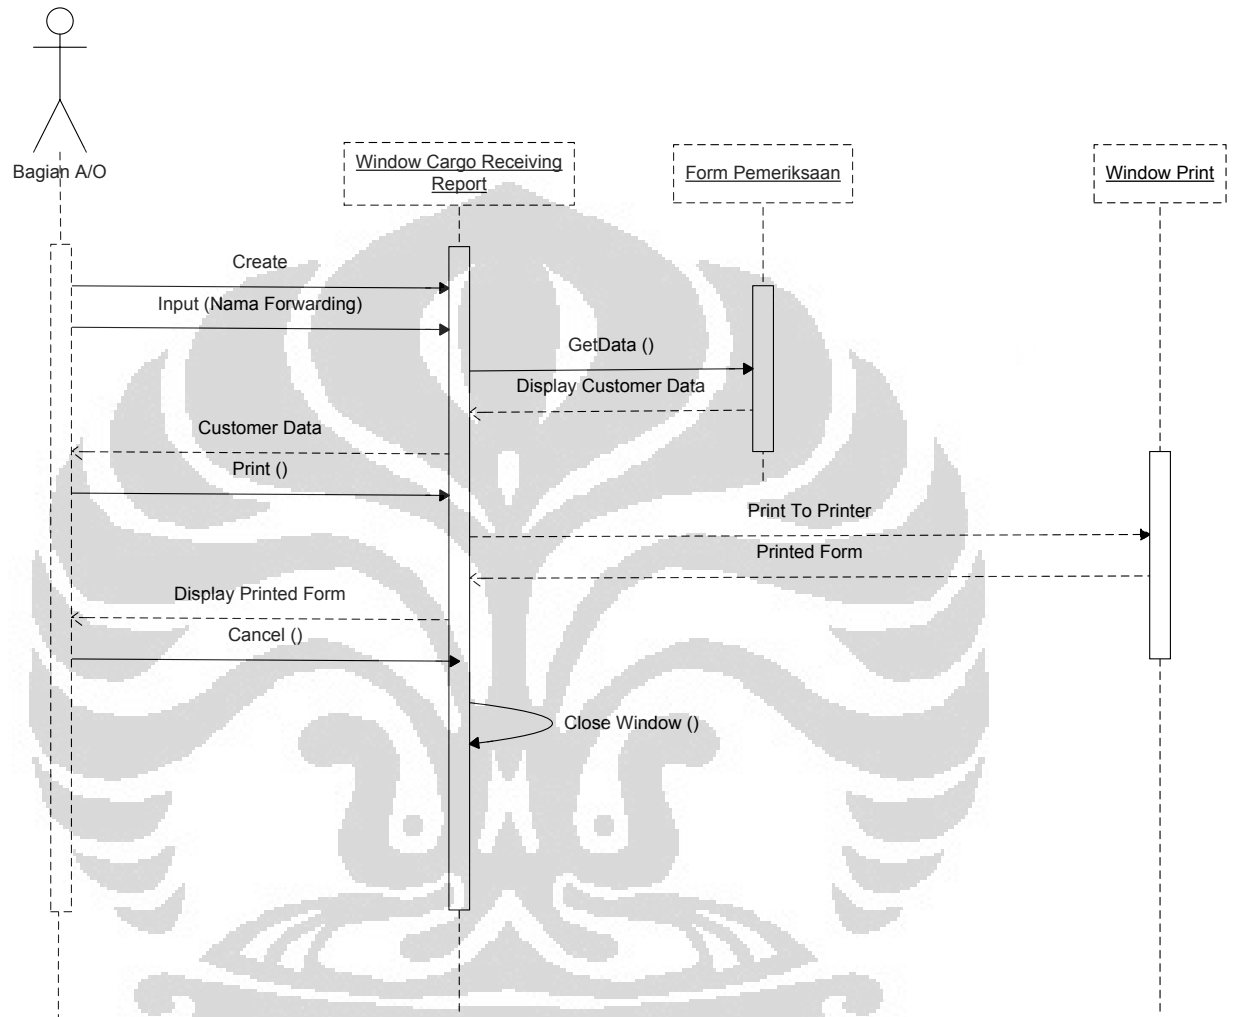 Bagian A/O
Window Cargo Receiving
Report
Form Pemeriksaan
Window Print
Create
Input (Nama Forwarding)
GetData ()
Display Customer Data
Customer Data
Print ()
Print To Printer
Printed Form
Display Printed Form
Cancel ()
Close Window ()